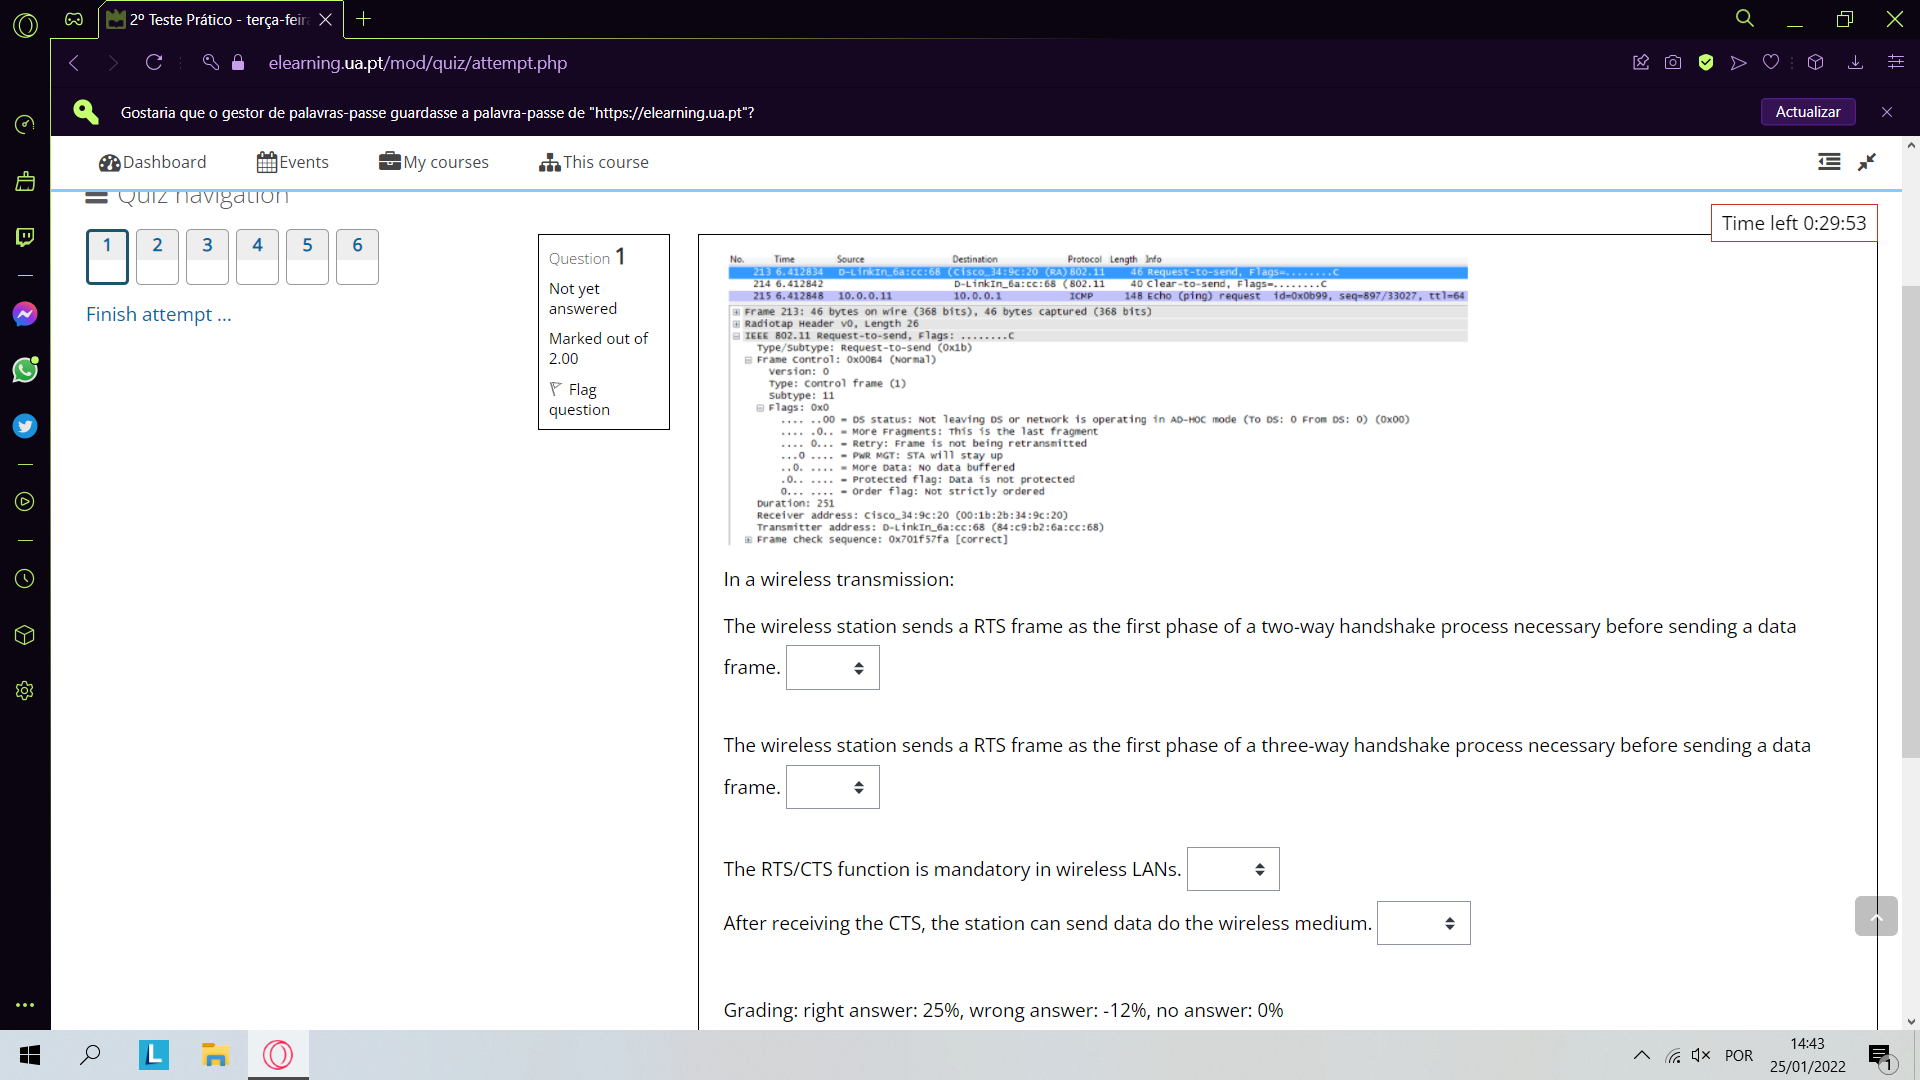 2º Teste Prático - terça-feir
elearning.ua.pt/mod/quiz/attempt.php
Gostaria que o gestor de palavras-passe guardasse a palavra-passe de "https://elearning.ua.pt"?
Actualizar
Dashboard
Events
My courses
This course
Quiz navigation
Time left 0:29:53
1
2
3
4
5
6
Finish attempt ...
Question 1
Not yet
answered
Marked out of
2.00
Flag
question
No. Time Source Destination Protocol Length Info
213 6.412834 D-LinkIn_6a:cc:68 (Cisco_34:9c:20 (RA) 802.11 46 Request-to-send, Flags=........C
214 6.412842 D-LinkIn_6a:cc:68 (802.11 40 Clear-to-send, Flags=........C
215 6.412848 10.0.0.11 10.0.0.1 ICMP 148 Echo (ping) request id=0x0b99, seq=897/33027, ttl=64
Frame 213: 46 bytes on wire (368 bits), 46 bytes captured (368 bits)
Radiotap Header v0, Length 26
IEEE 802.11 Request-to-send, Flags: ........C
Type/Subtype: Request-to-send (0x1b)
Frame Control: 0x00B4 (Normal)
Version: 0
Type: Control frame (1)
Subtype: 11
Flags: 0x0
.... ..00 = DS status: Not leaving DS or network is operating in AD-HOC mode (To DS: 0 From DS: 0) (0x00)
.... .0.. = More Fragments: This is the last fragment
.... 0... = Retry: Frame is not being retransmitted
...0 .... = PWR MGT: STA will stay up
..0. .... = More Data: No data buffered
.0.. .... = Protected flag: Data is not protected
0... .... = Order flag: Not strictly ordered
Duration: 251
Receiver address: Cisco_34:9c:20 (00:1b:2b:34:9c:20)
Transmitter address: D-LinkIn_6a:cc:68 (84:c9:b2:6a:cc:68)
Frame check sequence: 0x701f57fa [correct]
In a wireless transmission:
The wireless station sends a RTS frame as the first phase of a two-way handshake process necessary before sending a data
frame.
The wireless station sends a RTS frame as the first phase of a three-way handshake process necessary before sending a data
frame.
The RTS/CTS function is mandatory in wireless LANs.
After receiving the CTS, the station can send data do the wireless medium.
Grading: right answer: 25%, wrong answer: -12%, no answer: 0%
L
POR
14:43
25/01/2022
1